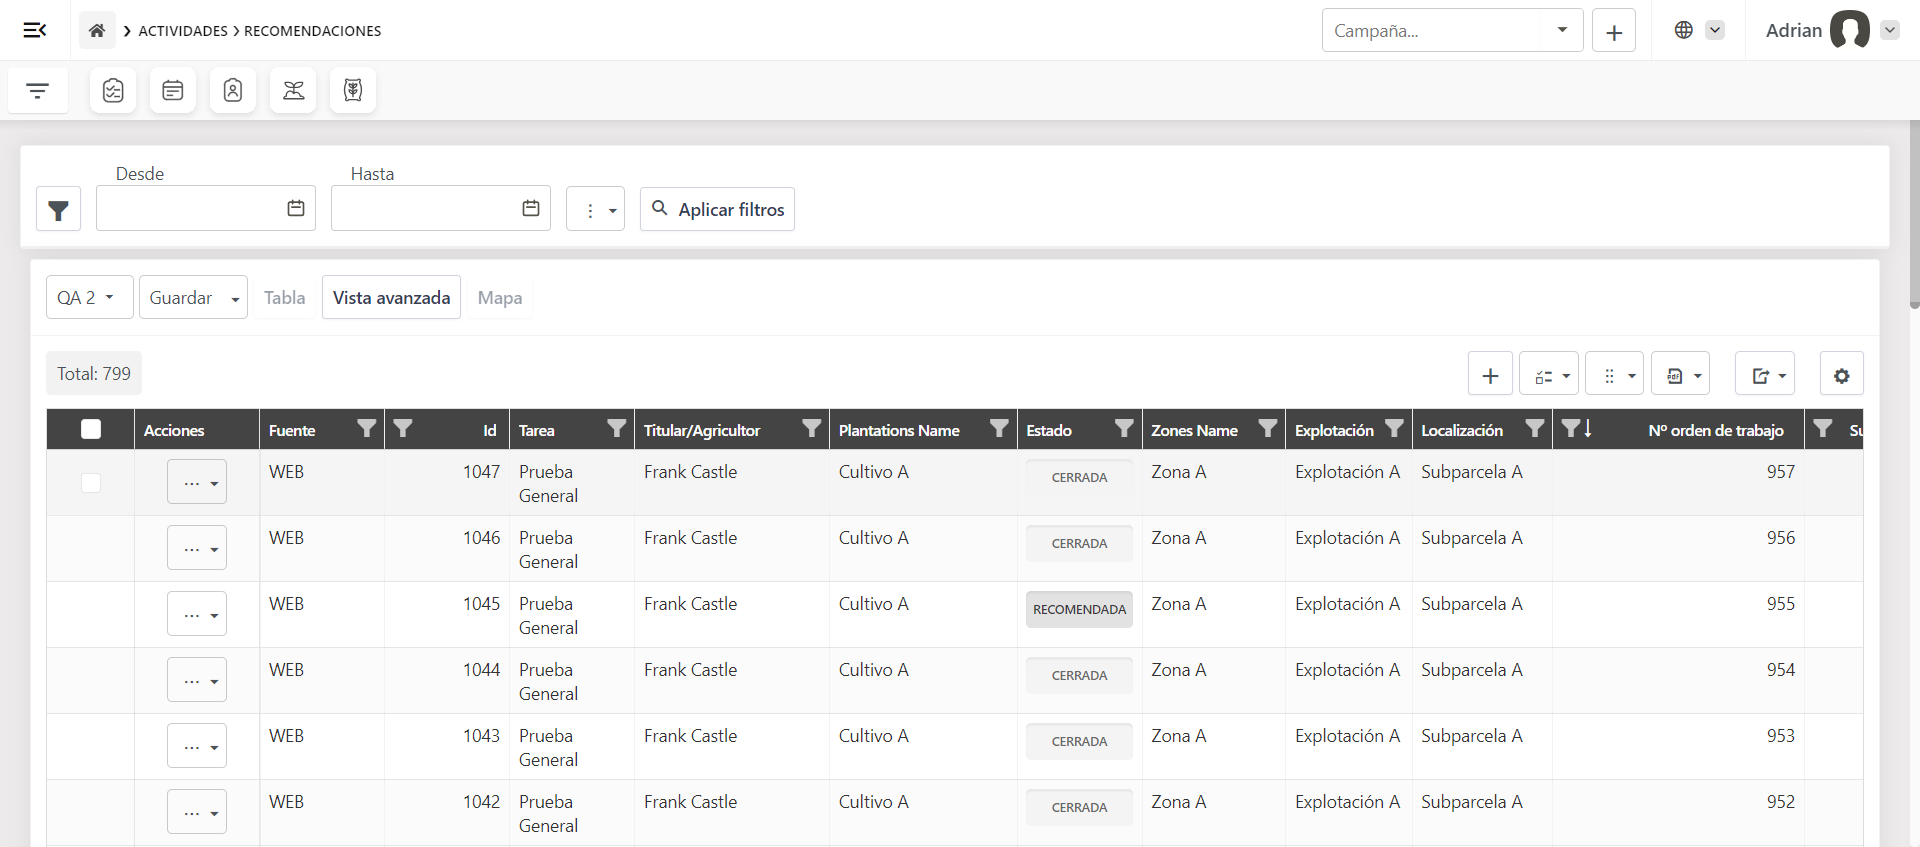 ACTIVIDADES RECOMENDACIONES
Campaña...
Adrian
Desde
Hasta
Aplicar filtros
QA 2
Guardar
Tabla
Vista avanzada
Mapa
Total: 799
pdf
Acciones Fuente Id Tarea Titular/Agricultor Plantations Name Estado Zones Name Explotación Localización Nº orden de trabajo
WEB 1047 Prueba General Frank Castle Cultivo A CERRADA Zona A Explotación A Subparcela A 957
WEB 1046 Prueba General Frank Castle Cultivo A CERRADA Zona A Explotación A Subparcela A 956
WEB 1045 Prueba General Frank Castle Cultivo A RECOMENDADA Zona A Explotación A Subparcela A 955
WEB 1044 Prueba General Frank Castle Cultivo A CERRADA Zona A Explotación A Subparcela A 954
WEB 1043 Prueba General Frank Castle Cultivo A CERRADA Zona A Explotación A Subparcela A 953
WEB 1042 Prueba General Frank Castle Cultivo A CERRADA Zona A Explotación A Subparcela A 952